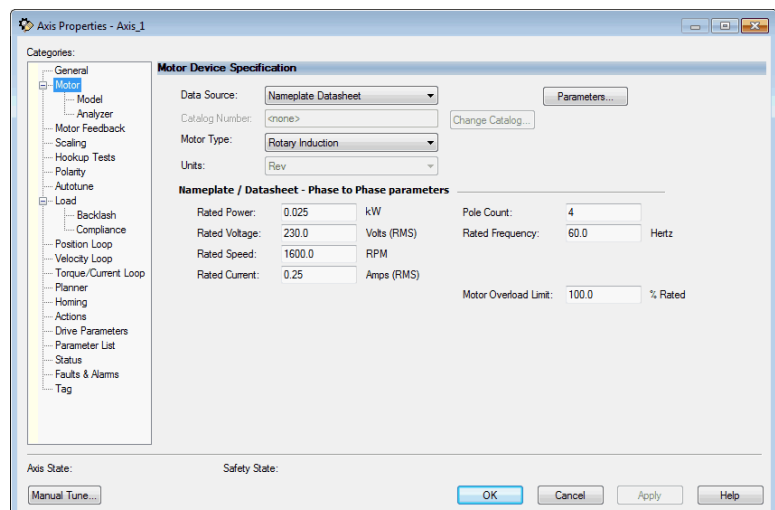 Axis Properties - Axis_1
Categories:
General
Motor
Model
Analyzer
Motor Feedback
Scaling
Hookup Tests
Polarity
Autotune
Load
Backlash
Compliance
Position Loop
Velocity Loop
Torque/Current Loop
Planner
Homing
Actions
Drive Parameters
Parameter List
Status
Faults & Alarms
Tag
Motor Device Specification
Data Source: Nameplate Datasheet Parameters...
Catalog Number: <none> Change Catalog...
Motor Type: Rotary Induction
Units: Rev
Nameplate / Datasheet - Phase to Phase parameters
Rated Power: 0.025 kW Pole Count: 4
Rated Voltage: 230.0 Volts (RMS) Rated Frequency: 60.0 Hertz
Rated Speed: 1600.0 RPM
Rated Current: 0.25 Amps (RMS)
Motor Overload Limit: 100.0 % Rated
Axis State: Safety State:
Manual Tune... OK Cancel Apply Help